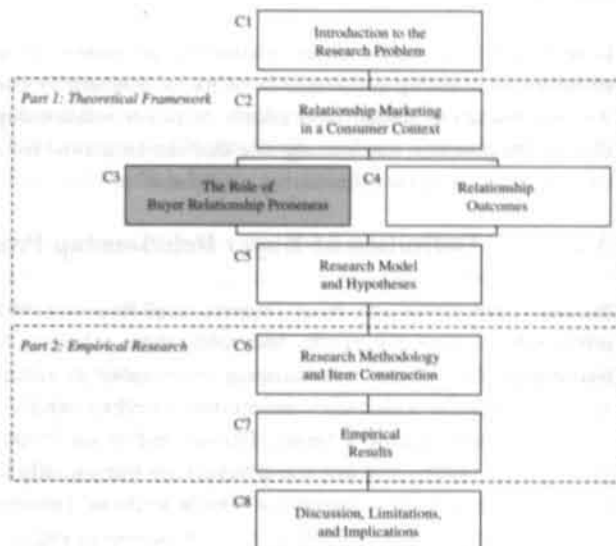 C1
Introduction to the
Research Problem
Part 1: Theoretical Framework
C2
Relationship Marketing
in a Consumer Context
C3
The Role of
Buyer Relationship Proneness
C4
Relationship
Outcomes
C5
Research Model
and Hypotheses
Part 2: Empirical Research
C6
Research Methodology
and Item Construction
C7
Empirical
Results
C8
Discussion, Limitations,
and Implications